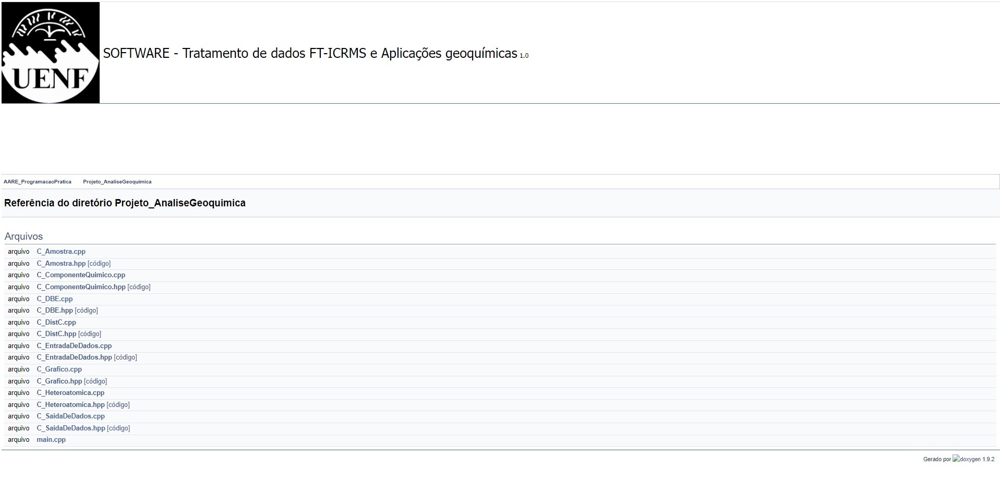 UENF
SOFTWARE - Tratamento de dados FT-ICRMS e Aplicações geoquímicas 1.0
AARE_ProgramacaoPratica Projeto_AnaliseGeoquimica
Referência do diretório Projeto_AnaliseGeoquimica
Arquivos
arquivo C_Amostra.cpp
arquivo C_Amostra.hpp [código]
arquivo C_ComponenteQuimico.cpp
arquivo C_ComponenteQuimico.hpp [código]
arquivo C_DBE.cpp
arquivo C_DBE.hpp [código]
arquivo C_DistC.cpp
arquivo C_DistC.hpp [código]
arquivo C_EntradaDeDados.cpp
arquivo C_EntradaDeDados.hpp [código]
arquivo C_Grafico.cpp
arquivo C_Grafico.hpp [código]
arquivo C_Heteroatomica.cpp
arquivo C_Heteroatomica.hpp [código]
arquivo C_SaidaDeDados.cpp
arquivo C_SaidaDeDados.hpp [código]
arquivo main.cpp
Gerado por doxygen 1.9.2